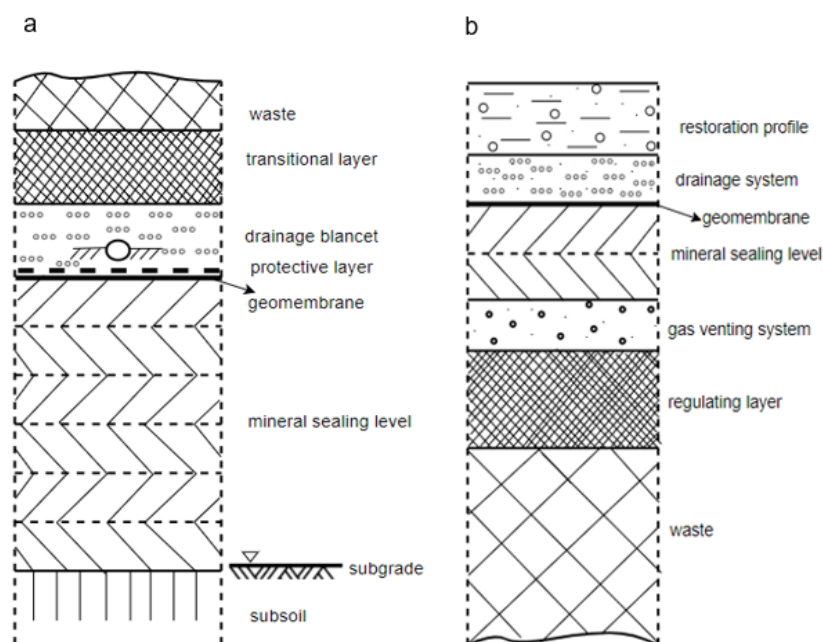 a
waste
transitional layer
drainage blancet
protective layer
geomembrane
mineral sealing level
subgrade
subsoil
b
restoration profile
drainage system
geomembrane
mineral sealing level
gas venting system
regulating layer
waste